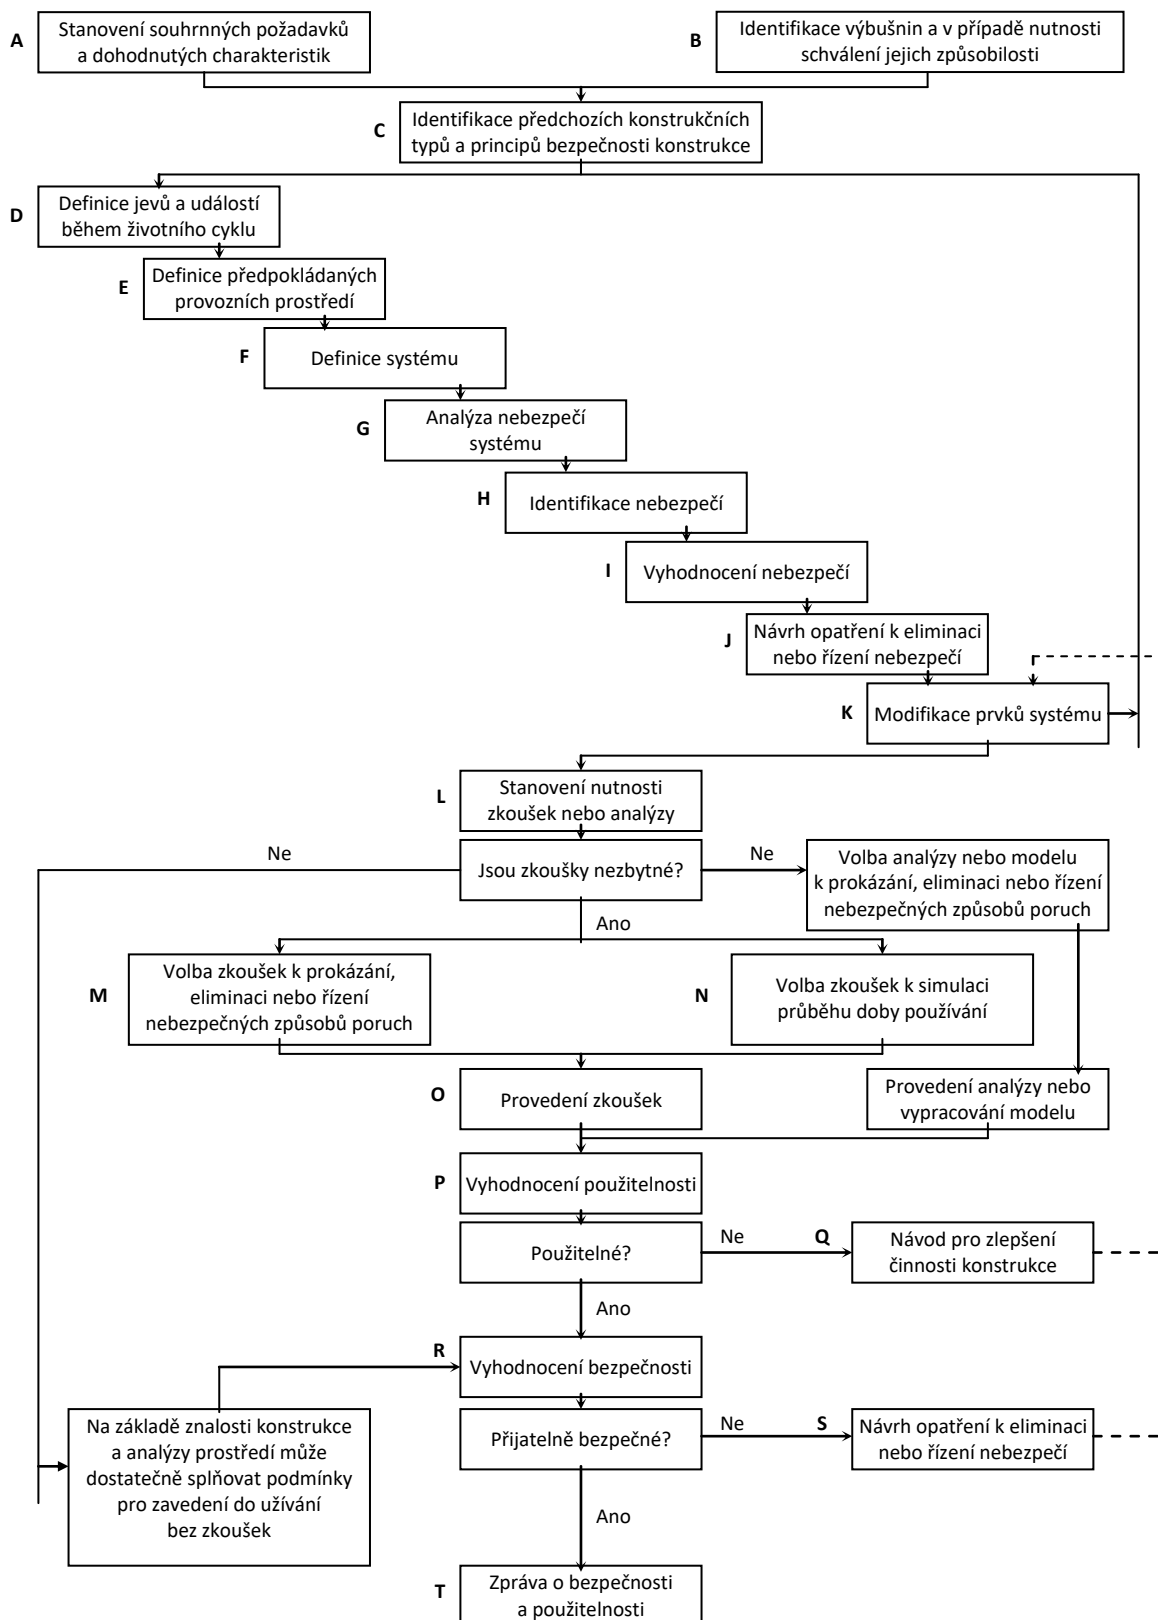 A
Stanovení souhrnných požadavků
a dohodnutých charakteristik
B
Identifikace výbušnin a v případě nutnosti
schválení jejich způsobilosti
C
Identifikace předchozích konstrukčních
typů a principů bezpečnosti konstrukce
D
Definice jevů a událostí
během životního cyklu
E
Definice předpokládaných
provozních prostředí
F
Definice systému
G
Analýza nebezpečí
systému
H
Identifikace nebezpečí
I
Vyhodnocení nebezpečí
J
Návrh opatření k eliminaci
nebo řízení nebezpečí
K
Modifikace prvků systému
L
Stanovení nutnosti
zkoušek nebo analýzy
Ne
Jsou zkoušky nezbytné?
Ne
Volba analýzy nebo modelu
k prokázání, eliminaci nebo řízení
nebezpečných způsobů poruch
Ano
M
Volba zkoušek k prokázání,
eliminaci nebo řízení
nebezpečných způsobů poruch
N
Volba zkoušek k simulaci
průběhu doby používání
O
Provedení zkoušek
Provedení analýzy nebo
vypracování modelu
P
Vyhodnocení použitelnosti
Použitelné?
Ne
Q
Návod pro zlepšení
činnosti konstrukce
Ano
R
Vyhodnocení bezpečnosti
Na základě znalosti konstrukce
a analýzy prostředí může
dostatečně splňovat podmínky
pro zavedení do užívání
bez zkoušek
Přijatelně bezpečné?
Ne
S
Návrh opatření k eliminaci
nebo řízení nebezpečí
Ano
T
Zpráva o bezpečnosti
a použitelnosti